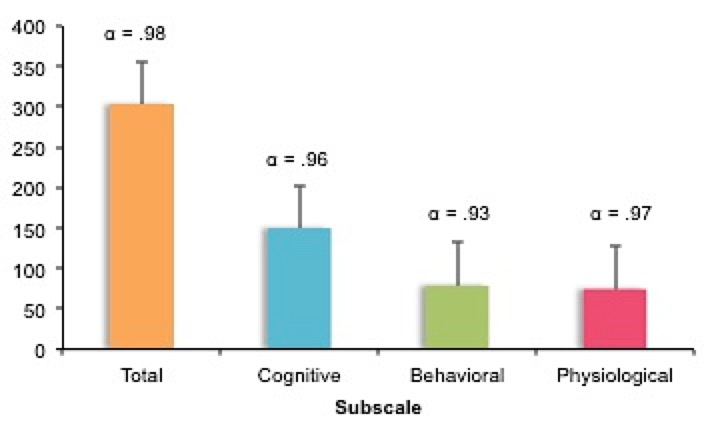 400
350
300
250
200
150
100
50
0
α = .98
α = .96
α = .93
α = .97
Total
Cognitive
Behavioral
Physiological
Subscale